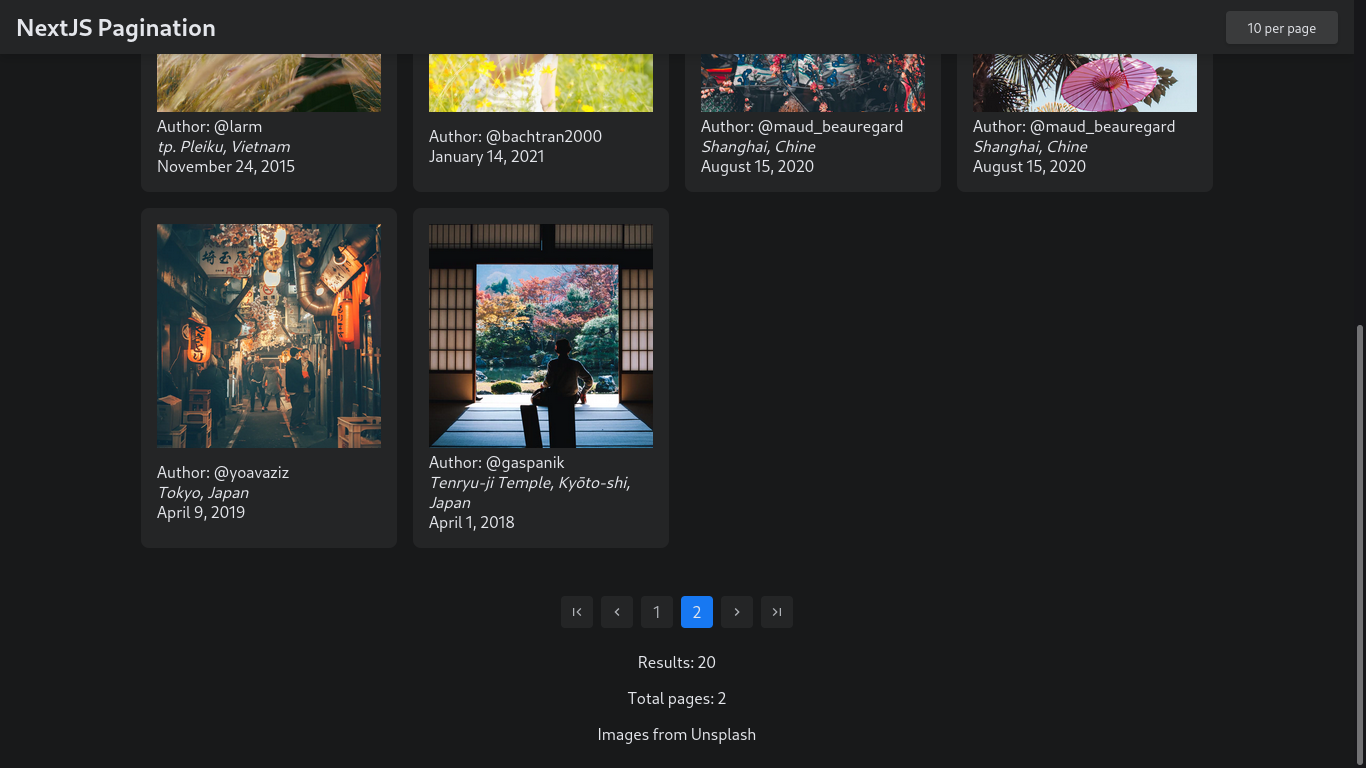 NextJS Pagination
10 per page
Author: @larm
tp. Pleiku, Vietnam
November 24, 2015
Author: @bachtran2000
January 14, 2021
Author: @maud_beauregard
Shanghai, Chine
August 15, 2020
Author: @maud_beauregard
Shanghai, Chine
August 15, 2020
Author: @yoavaziz
Tokyo, Japan
April 9, 2019
Author: @gaspanik
Tenryu-ji Temple, Kyōto-shi,
Japan
April 1, 2018
1
2
Results: 20
Total pages: 2
Images from Unsplash